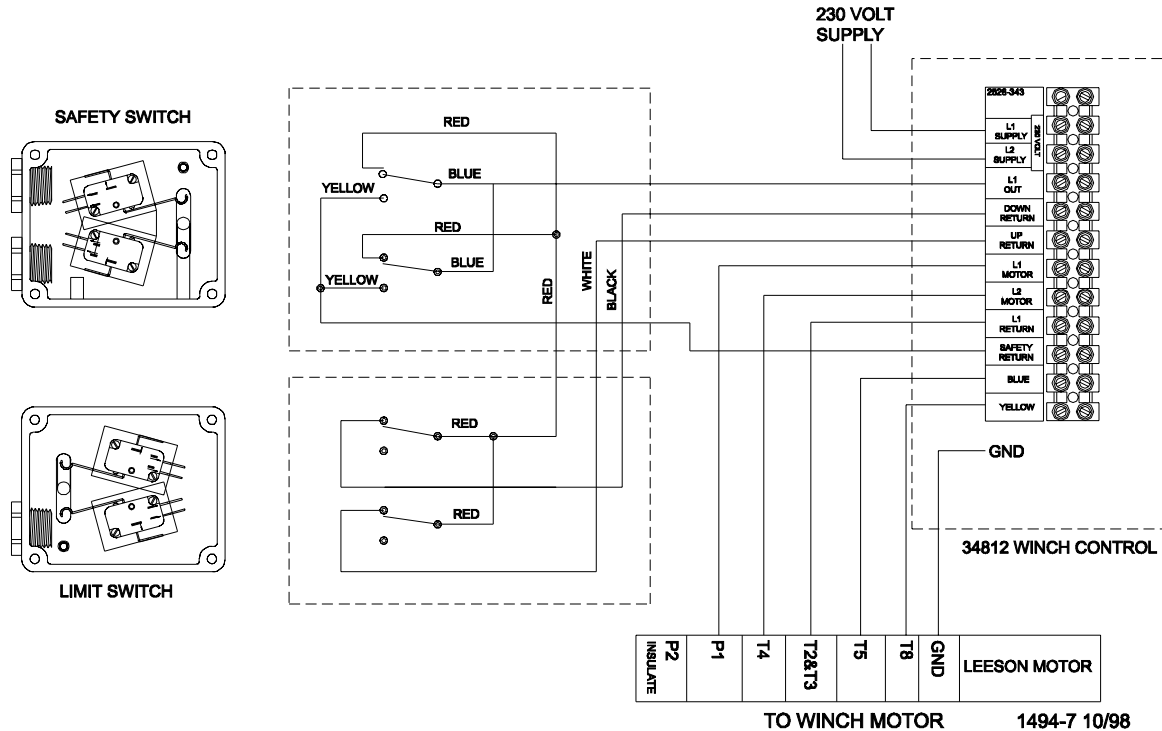 230 VOLT
SUPPLY
SAFETY SWITCH
RED
BLUE
YELLOW
RED
BLUE
YELLOW
RED
WHITE
BLACK
2826-343
230 VOLT
L1
SUPPLY
L2
SUPPLY
L1
OUT
DOWN
RETURN
UP
RETURN
L1
MOTOR
L2
MOTOR
L1
RETURN
SAFETY
RETURN
BLUE
YELLOW
GND
34812 WINCH CONTROL
RED
RED
LIMIT SWITCH
P2
INSULATE
P1
T4
T2&T3
T5
T8
GND
LEESON MOTOR
TO WINCH MOTOR
1494-7 10/98